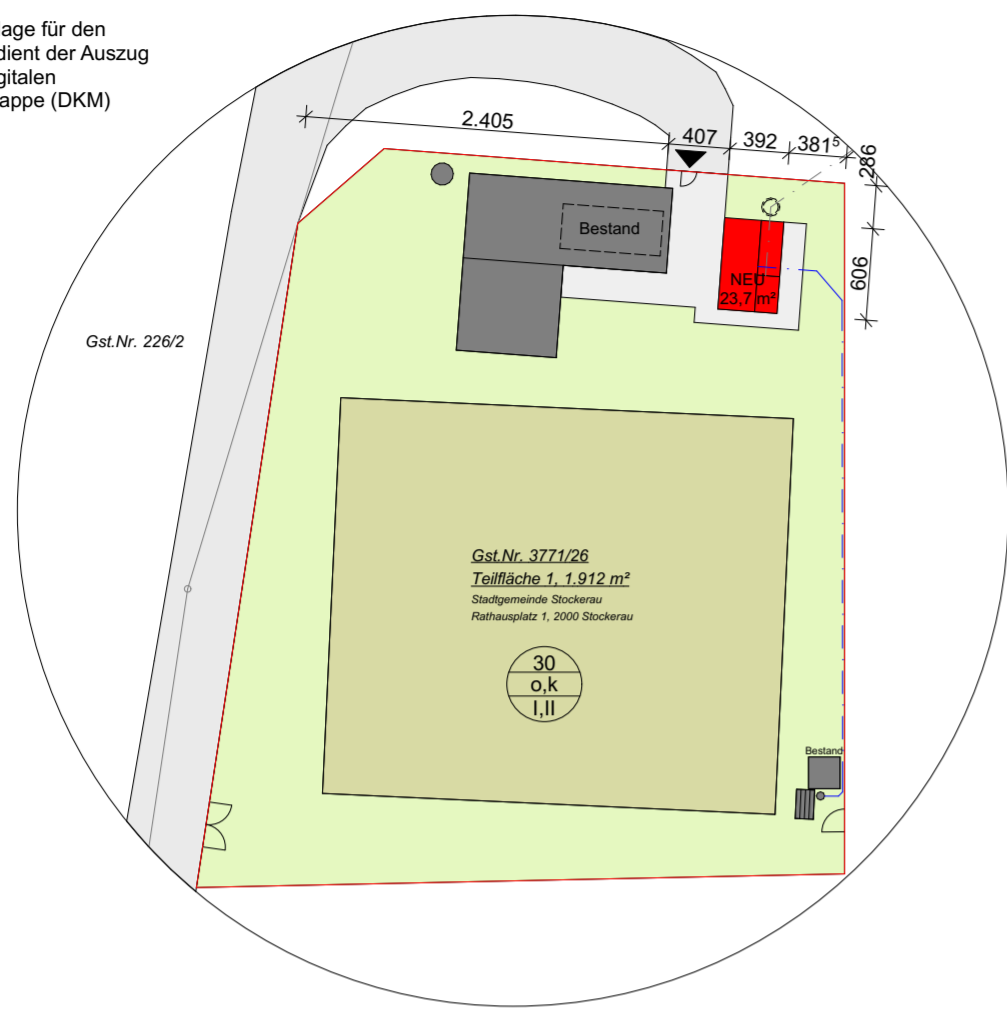 lage für den
dient der Auszug
gitalen
appe (DKM)
2.405
407
392
381⁵
286
606
Bestand
NEU
23,7 m²
Gst.Nr. 226/2
Gst.Nr. 3771/26
Teilfläche 1, 1.912 m²
Stadtgemeinde Stockerau
Rathausplatz 1, 2000 Stockerau
30
o,k
I,II
Bestand